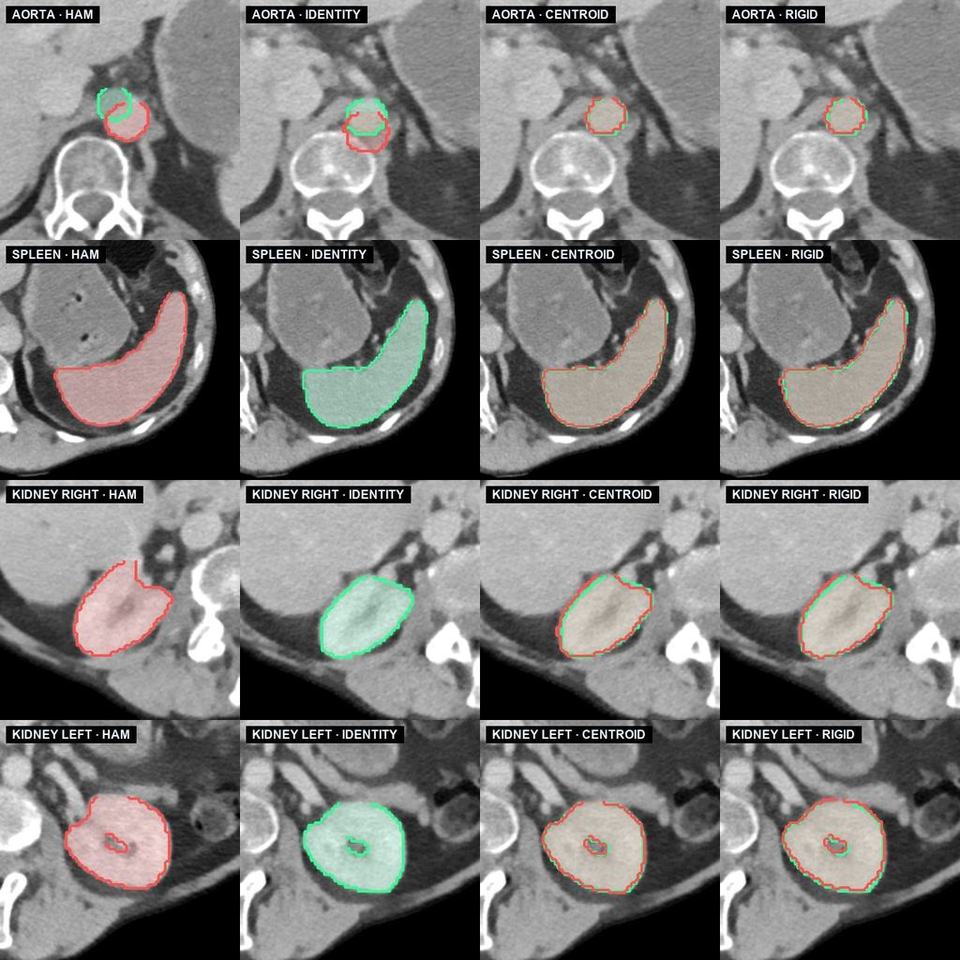 AORTA · HAM
AORTA · IDENTITY
AORTA · CENTROID
AORTA · RIGID
SPLEEN · HAM
SPLEEN · IDENTITY
SPLEEN · CENTROID
SPLEEN · RIGID
KIDNEY RIGHT · HAM
KIDNEY RIGHT · IDENTITY
KIDNEY RIGHT · CENTROID
KIDNEY RIGHT · RIGID
KIDNEY LEFT · HAM
KIDNEY LEFT · IDENTITY
KIDNEY LEFT · CENTROID
KIDNEY LEFT · RIGID